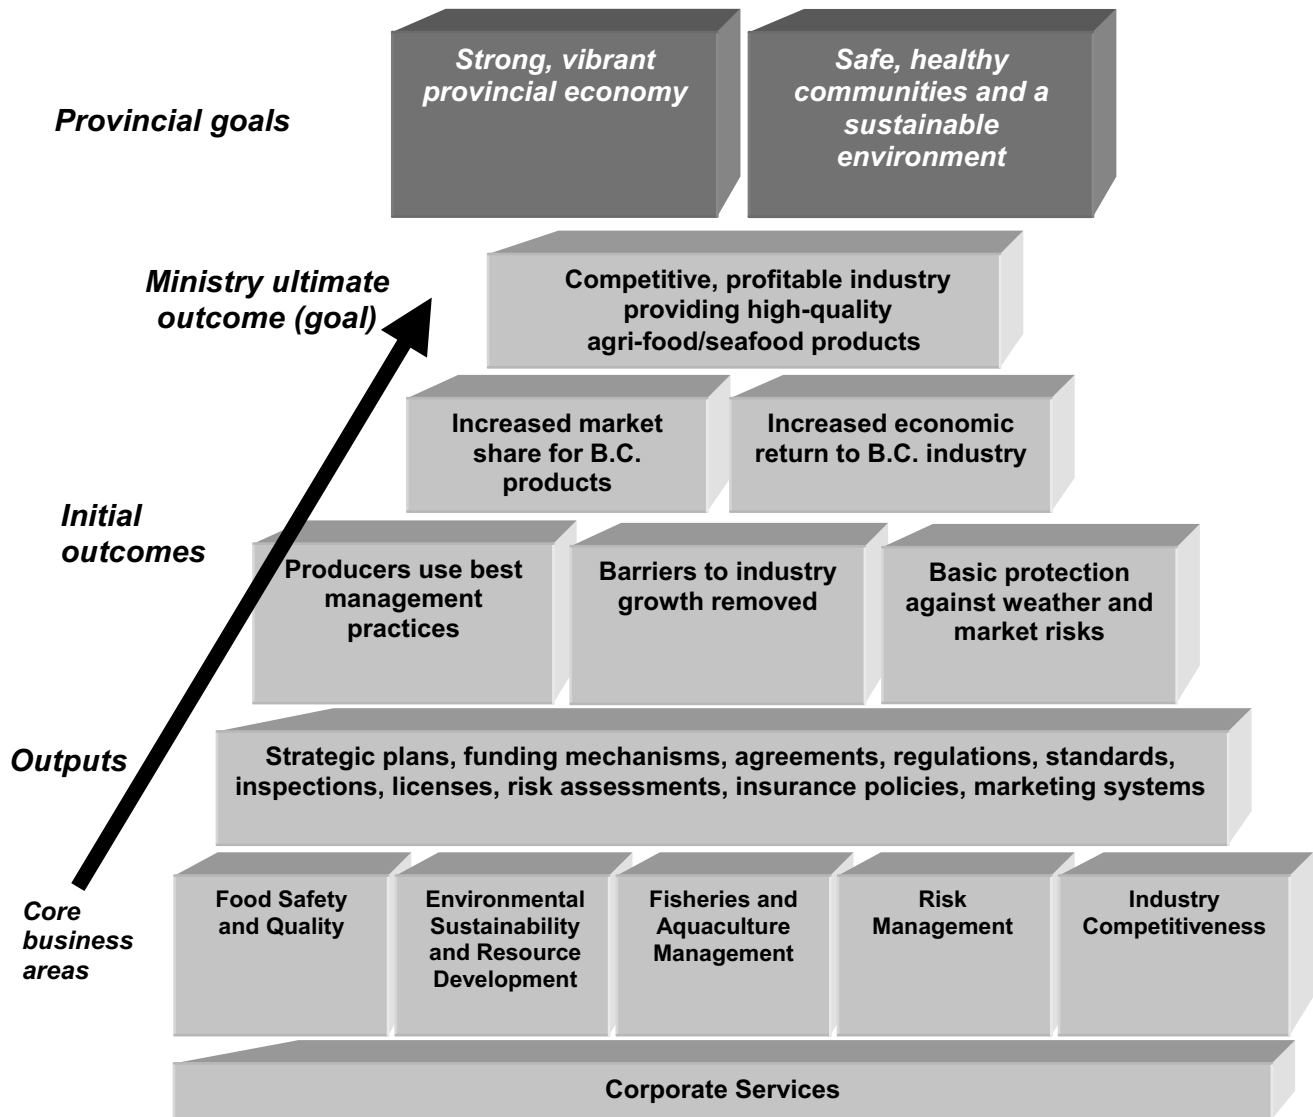 Provincial goals
Strong, vibrant
provincial economy
Safe, healthy
communities and a
sustainable
environment
Ministry ultimate
outcome (goal)
Competitive, profitable industry
providing high-quality
agri-food/seafood products
Initial
outcomes
Increased market
share for B.C.
products
Increased economic
return to B.C. industry
Producers use best
management
practices
Barriers to industry
growth removed
Basic protection
against weather and
market risks
Outputs
Strategic plans, funding mechanisms, agreements, regulations, standards,
inspections, licenses, risk assessments, insurance policies, marketing systems
Core
business
areas
Food Safety
and Quality
Environmental
Sustainability
and Resource
Development
Fisheries and
Aquaculture
Management
Risk
Management
Industry
Competitiveness
Corporate Services